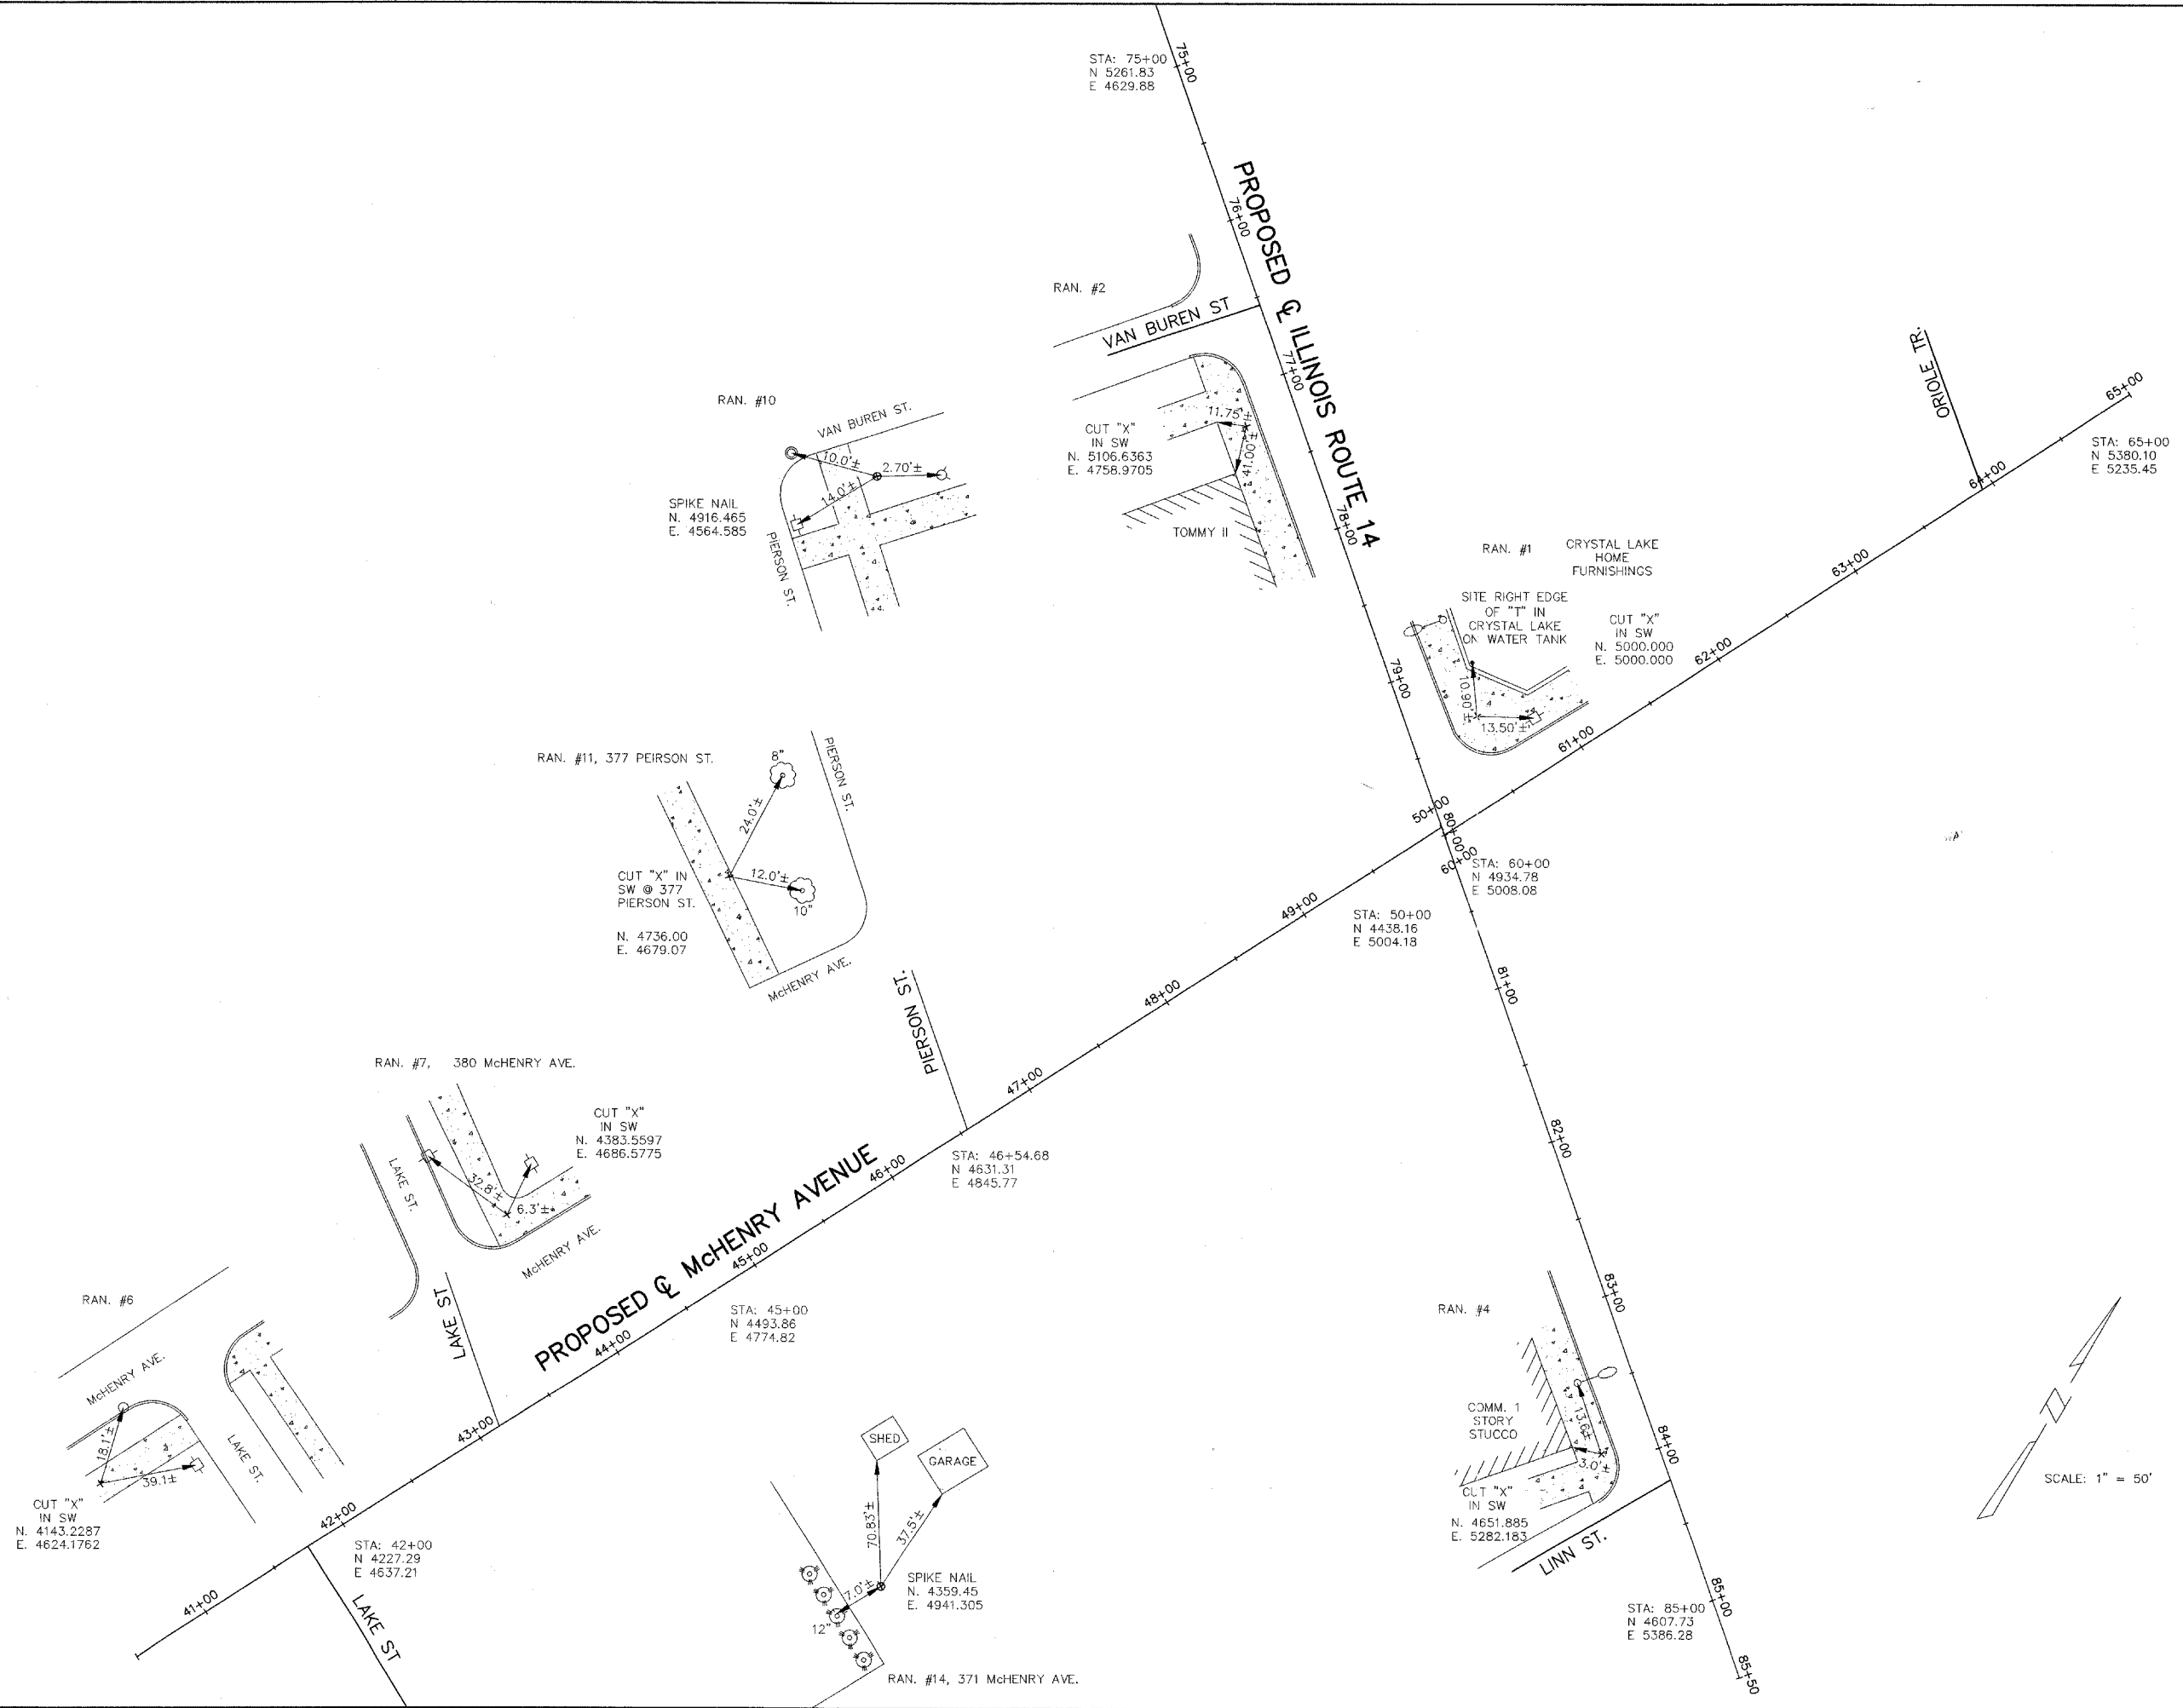 STA: 75+00
N 5261.83
E 4629.88
75+00
PROPOSED ℄ ILLINOIS ROUTE 14
76+00
77+00
78+00
79+00
80+00
81+00
82+00
83+00
84+00
85+00
85+50
RAN. #2
VAN BUREN ST
11.75'±
41.00'±
CUT "X"
IN SW
N. 5106.6363
E. 4758.9705
TOMMY II
RAN. #10
VAN BUREN ST.
10.0'±
2.70'±
14.0'±
SPIKE NAIL
N. 4916.465
E. 4564.585
PIERSON ST.
ORIOLE TR.
65+00
STA: 65+00
N 5380.10
E 5235.45
64+00
63+00
62+00
61+00
60+00
RAN. #1
CRYSTAL LAKE
HOME
FURNISHINGS
SITE RIGHT EDGE
OF "T" IN
CRYSTAL LAKE
ON WATER TANK
CUT "X"
IN SW
N. 5000.000
E. 5000.000
10.90'±
13.50'±
RAN. #11, 377 PEIRSON ST.
8"
PIERSON ST.
24.0'±
12.0'±
10"
CUT "X" IN
SW @ 377
PIERSON ST.
N. 4736.00
E. 4679.07
McHENRY AVE.
50+00
STA: 60+00
N 4934.78
E 5008.08
STA: 50+00
N 4438.16
E 5004.18
49+00
48+00
47+00
46+00
45+00
44+00
43+00
42+00
41+00
PIERSON ST.
STA: 46+54.68
N 4631.31
E 4845.77
PROPOSED ℄ McHENRY AVENUE
STA: 45+00
N 4493.86
E 4774.82
RAN. #7, 380 McHENRY AVE.
CUT "X"
IN SW
N. 4383.5597
E. 4686.5775
LAKE ST.
32.8'±
6.3'±
McHENRY AVE.
LAKE ST
RAN. #6
McHENRY AVE.
18.1'±
39.1±
LAKE ST.
CUT "X"
IN SW
N. 4143.2287
E. 4624.1762
STA: 42+00
N 4227.29
E 4637.21
LAKE ST
SHED
GARAGE
70.83'±
37.5'±
7.0'±
12"
SPIKE NAIL
N. 4359.45
E. 4941.305
RAN. #14, 371 McHENRY AVE.
RAN. #4
COMM. 1
STORY
STUCCO
13.6'±
3.0'±
CUT "X"
IN SW
N. 4651.885
E. 5282.183
LINN ST.
STA: 85+00
N 4607.73
E 5386.28
N
SCALE: 1" = 50'